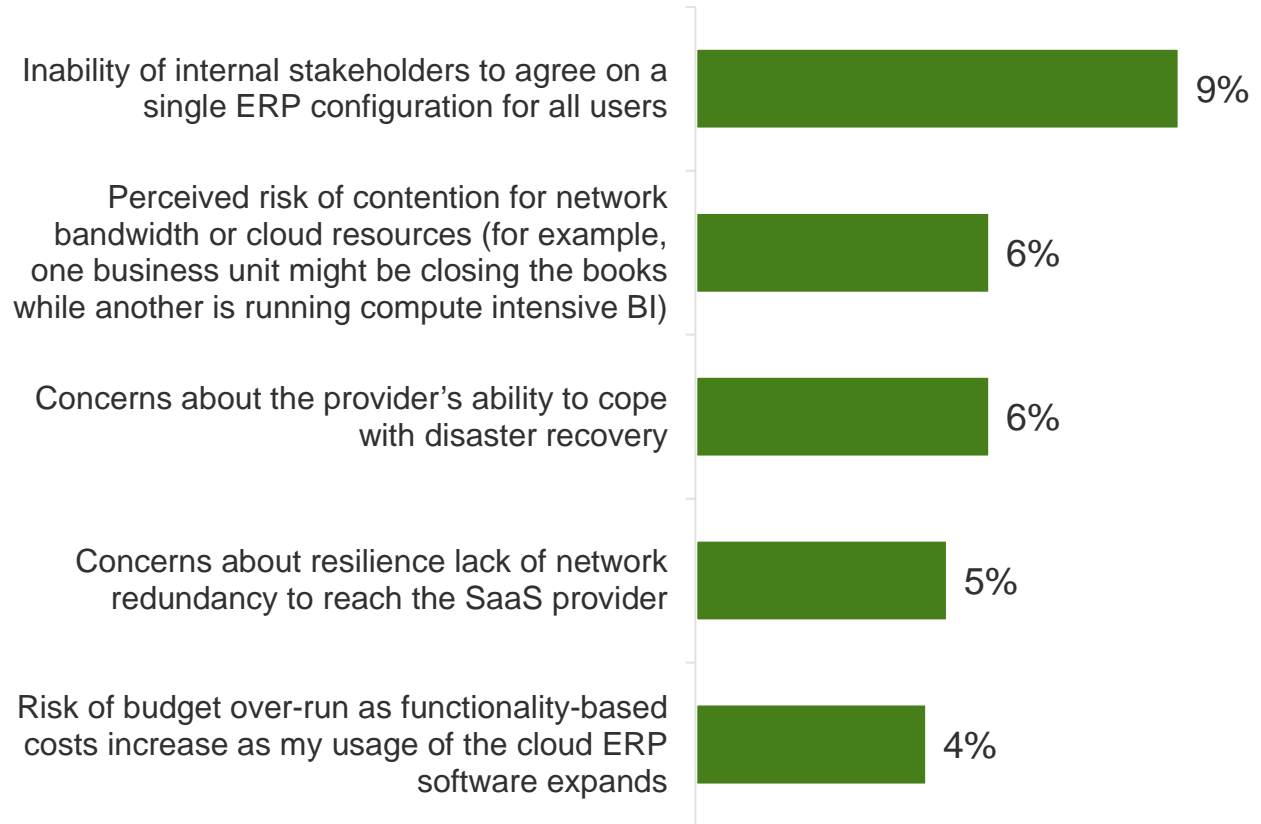 Inability of internal stakeholders to agree on a
single ERP configuration for all users
9%
Perceived risk of contention for network
bandwidth or cloud resources (for example,
one business unit might be closing the books
while another is running compute intensive BI)
6%
Concerns about the provider’s ability to cope
with disaster recovery
6%
Concerns about resilience lack of network
redundancy to reach the SaaS provider
5%
Risk of budget over-run as functionality-based
costs increase as my usage of the cloud ERP
software expands
4%